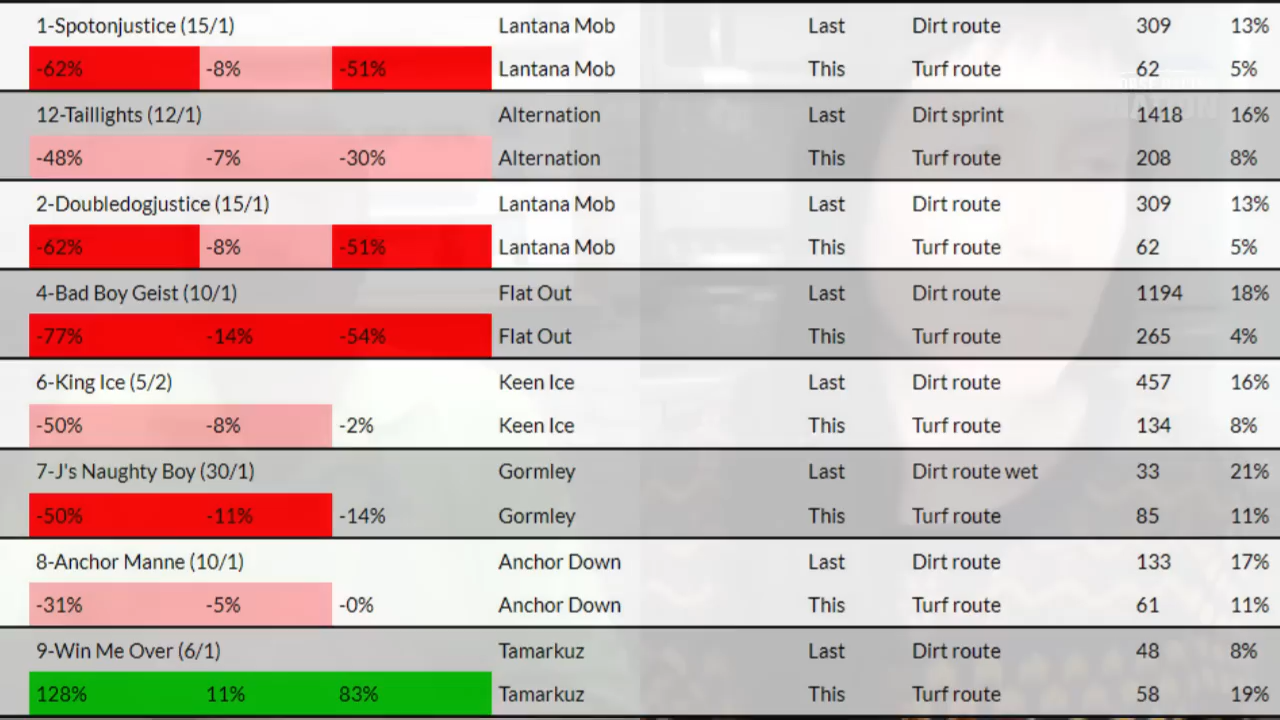 1-Spotonjustice (15/1) Lantana Mob Last Dirt route 309 13%
-62% -8% -51% Lantana Mob This Turf route 62 5%
12-Taillights (12/1) Alternation Last Dirt sprint 1418 16%
-48% -7% -30% Alternation This Turf route 208 8%
2-Doubledogjustice (15/1) Lantana Mob Last Dirt route 309 13%
-62% -8% -51% Lantana Mob This Turf route 62 5%
4-Bad Boy Geist (10/1) Flat Out Last Dirt route 1194 18%
-77% -14% -54% Flat Out This Turf route 265 4%
6-King Ice (5/2) Keen Ice Last Dirt route 457 16%
-50% -8% -2% Keen Ice This Turf route 134 8%
7-J's Naughty Boy (30/1) Gormley Last Dirt route wet 33 21%
-50% -11% -14% Gormley This Turf route 85 11%
8-Anchor Manne (10/1) Anchor Down Last Dirt route 133 17%
-31% -5% -0% Anchor Down This Turf route 61 11%
9-Win Me Over (6/1) Tamarkuz Last Dirt route 48 8%
128% 11% 83% Tamarkuz This Turf route 58 19%